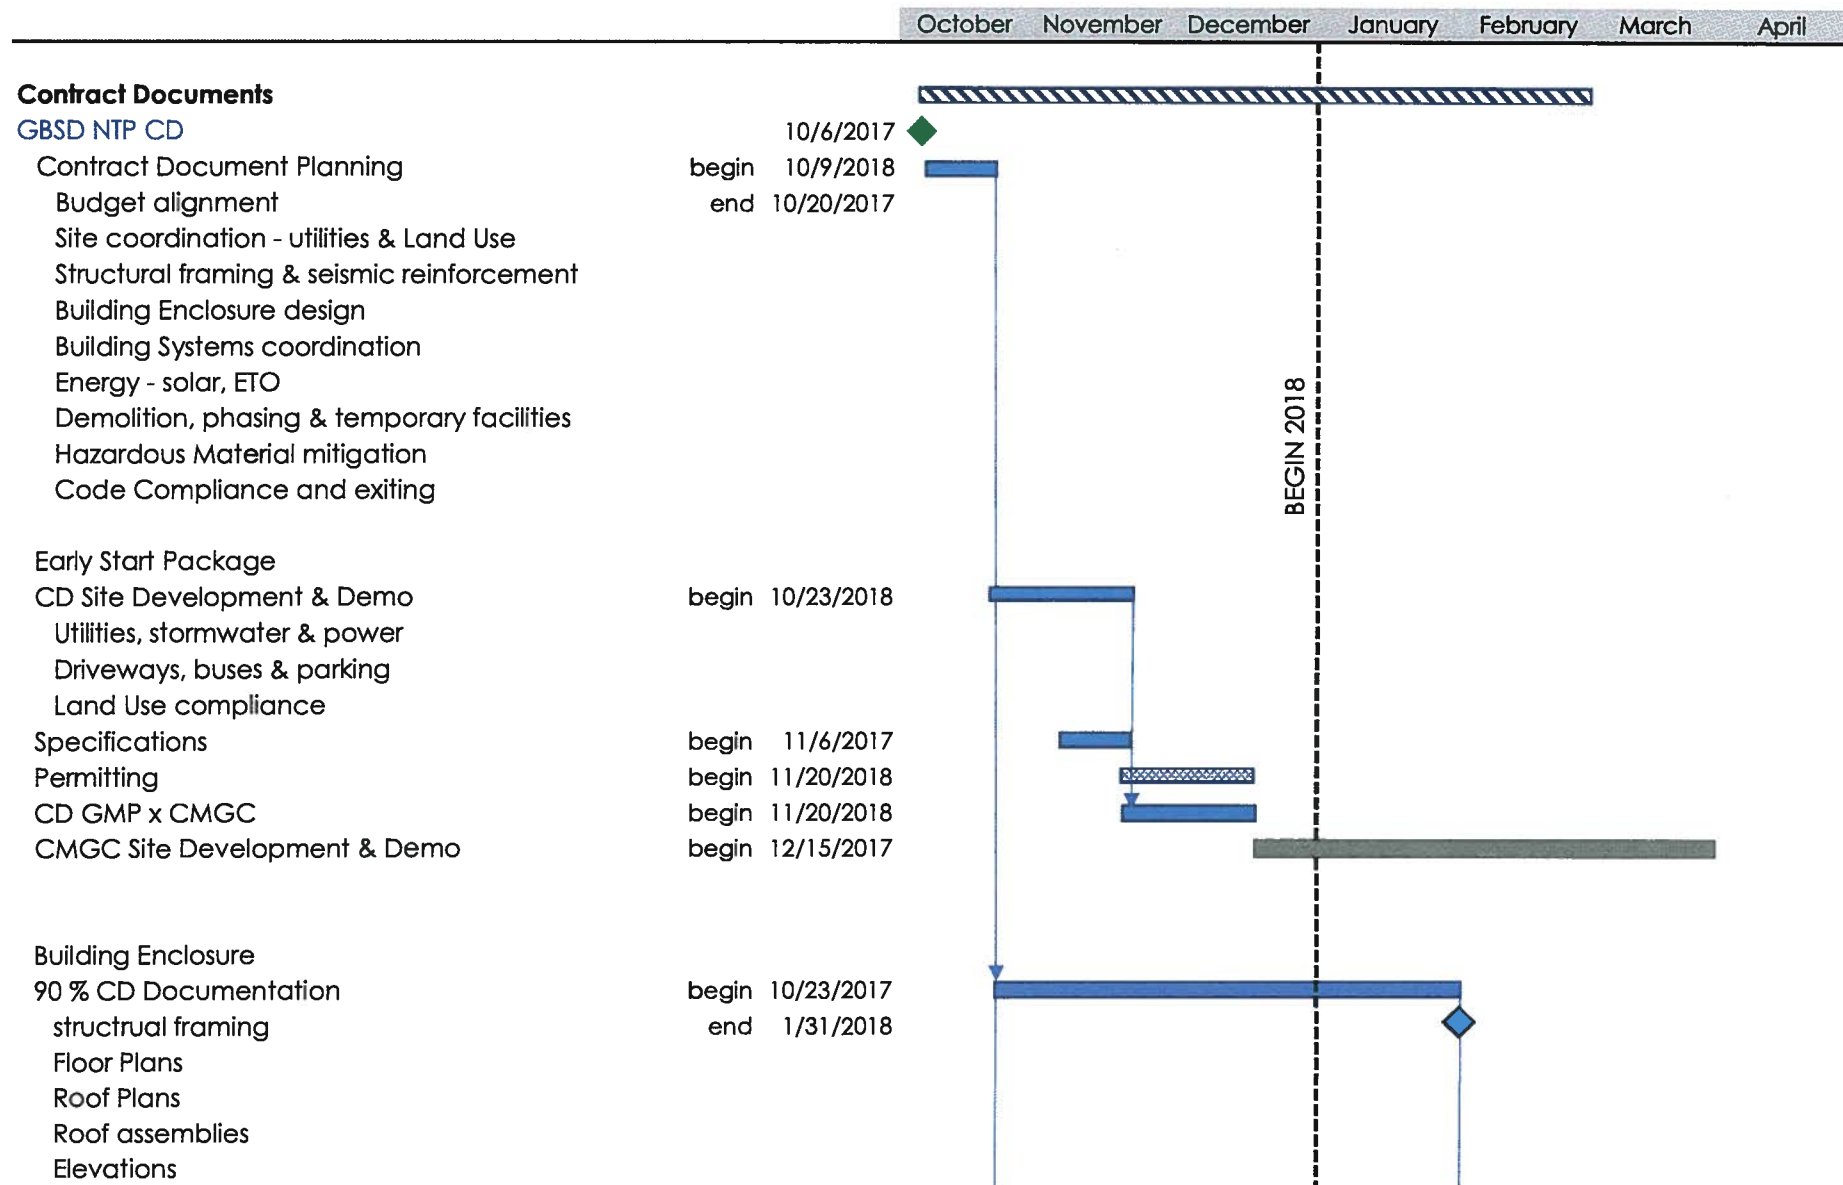 October November December January February March April
Contract Documents
GBSD NTP CD 10/6/2017
Contract Document Planning begin 10/9/2018
Budget alignment end 10/20/2017
Site coordination - utilities & Land Use
Structural framing & seismic reinforcement
Building Enclosure design
Building Systems coordination
Energy - solar, ETO
Demolition, phasing & temporary facilities
Hazardous Material mitigation
Code Compliance and exiting
BEGIN 2018
Early Start Package
CD Site Development & Demo begin 10/23/2018
Utilities, stormwater & power
Driveways, buses & parking
Land Use compliance
Specifications begin 11/6/2017
Permitting begin 11/20/2018
CD GMP x CMGC begin 11/20/2018
CMGC Site Development & Demo begin 12/15/2017
Building Enclosure
90 % CD Documentation begin 10/23/2017
structrual framing end 1/31/2018
Floor Plans
Roof Plans
Roof assemblies
Elevations